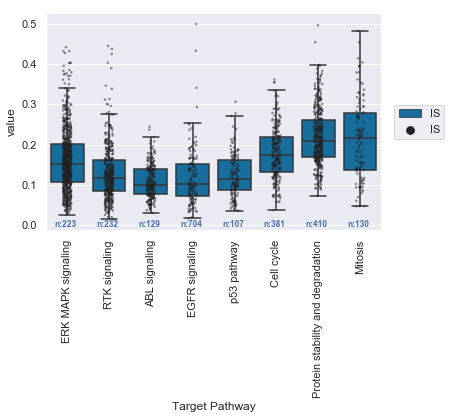 0.5
0.4
0.3
0.2
0.1
0.0
value
n:223 n:232 n:129 n:704 n:107 n:381 n:410 n:130
ERK MAPK signaling
RTK signaling
ABL signaling
EGFR signaling
p53 pathway
Cell cycle
Protein stability and degradation
Mitosis
Target Pathway
IS
IS